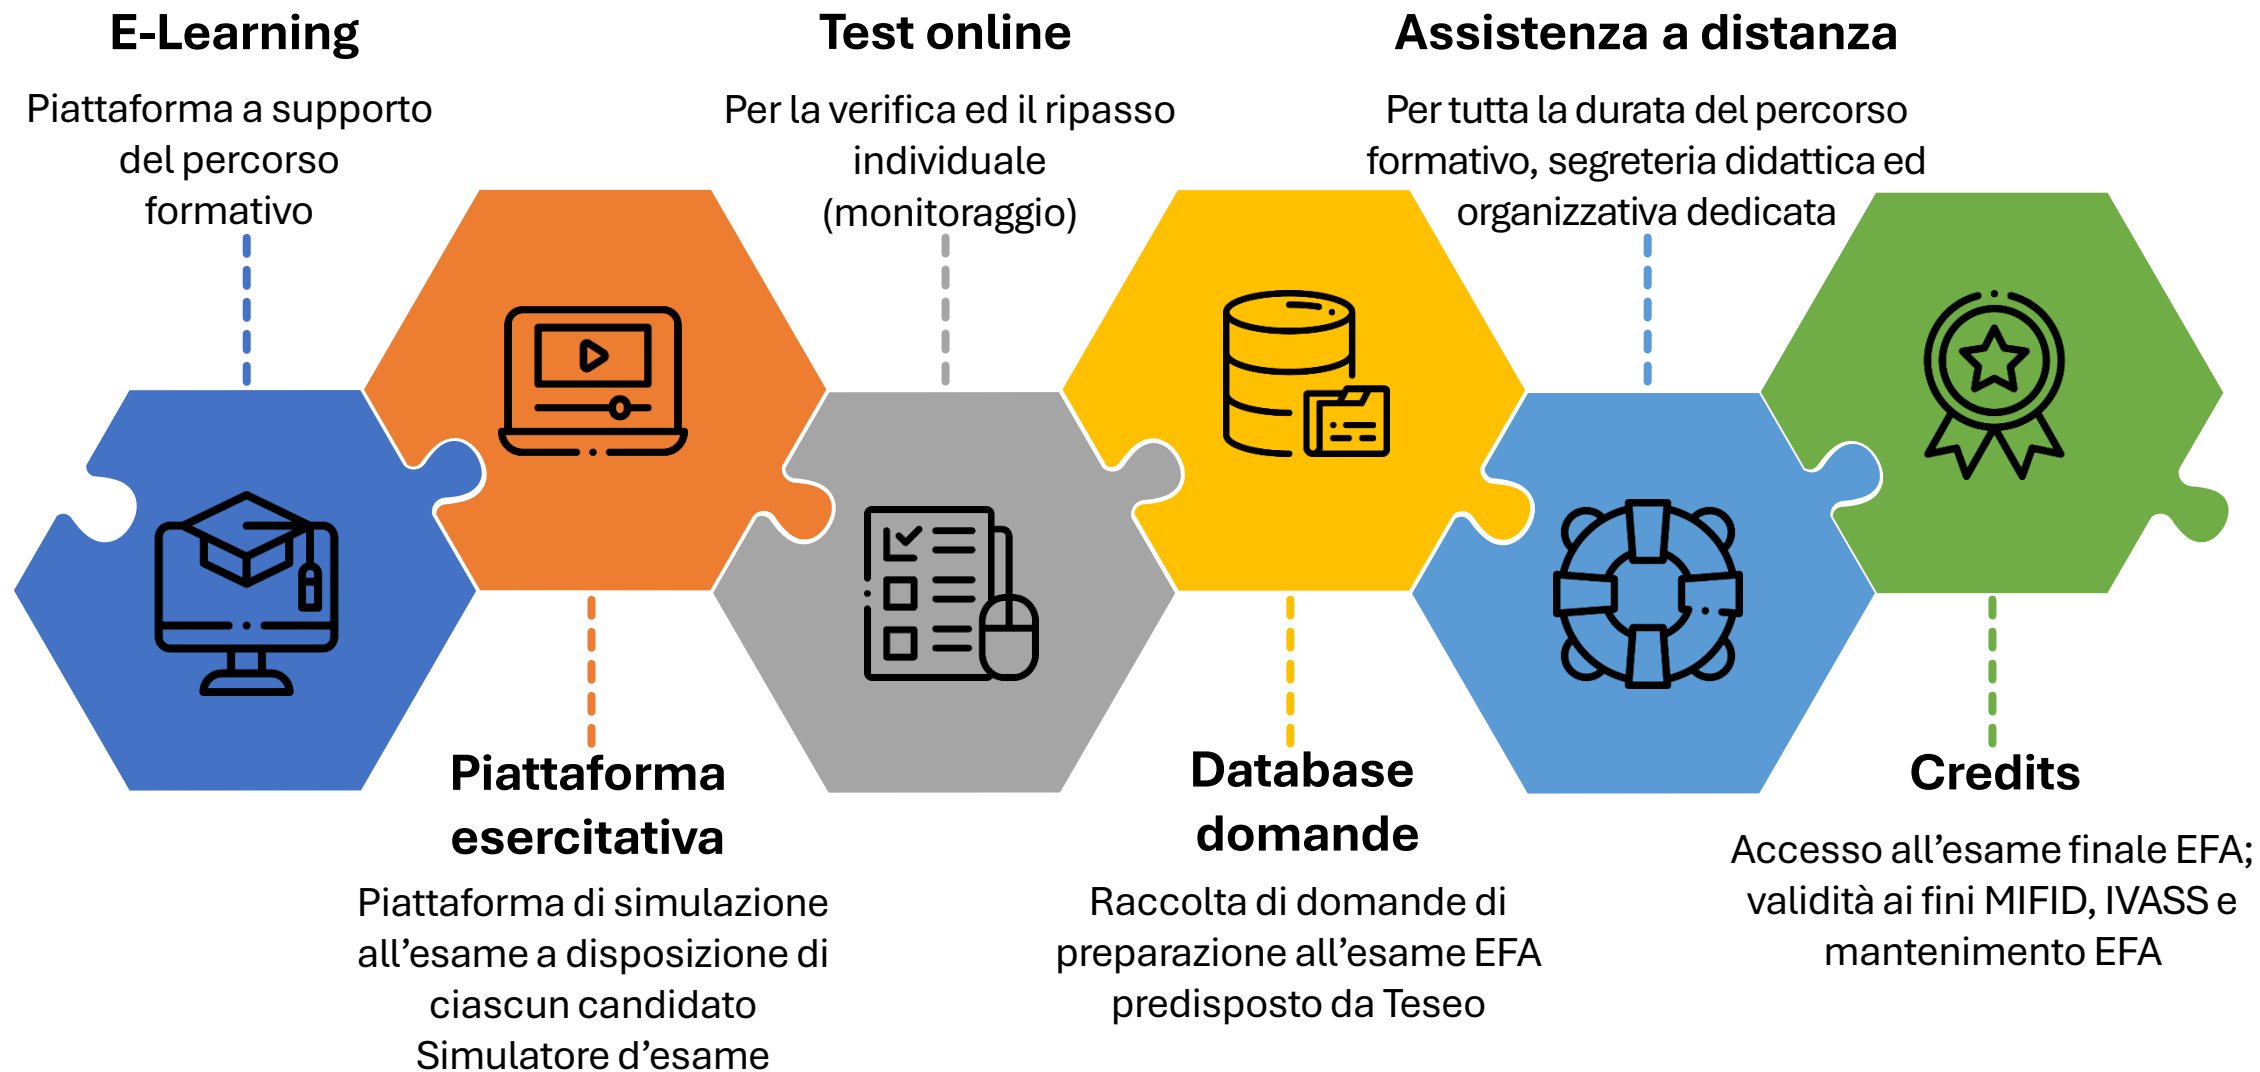 E-Learning
Piattaforma a supporto
del percorso
formativo
Test online
Per la verifica ed il ripasso
individuale
(monitoraggio)
Assistenza a distanza
Per tutta la durata del percorso
formativo, segreteria didattica ed
organizzativa dedicata
Piattaforma
esercitativa
Piattaforma di simulazione
all’esame a disposizione di
ciascun candidato
Simulatore d’esame
Database
domande
Raccolta di domande di
preparazione all’esame EFA
predisposto da Teseo
Credits
Accesso all’esame finale EFA;
validità ai fini MIFID, IVASS e
mantenimento EFA